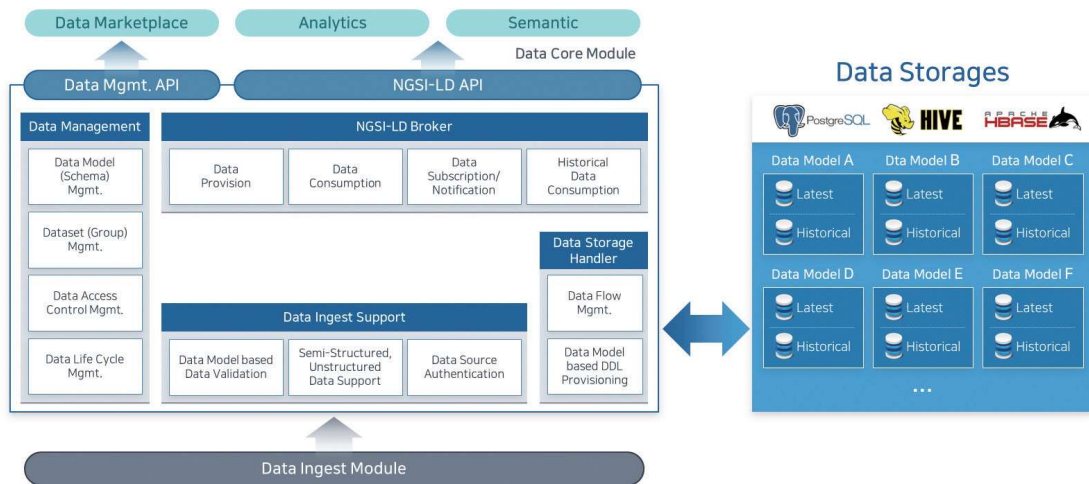 Data Marketplace
Analytics
Semantic
Data Core Module
Data Mgmt. API
NGSI-LD API
Data Management
Data Model
(Schema)
Mgmt.
Dataset (Group)
Mgmt.
Data Access
Control Mgmt.
Data Life Cycle
Mgmt.
NGSI-LD Broker
Data
Provision
Data
Consumption
Data
Subscription/
Notification
Historical
Data
Consumption
Data Ingest Support
Data Model based
Data Validation
Semi-Structured,
Unstructured
Data Support
Data Source
Authentication
Data Storage
Handler
Data Flow
Mgmt.
Data Model
based DDL
Provisioning
Data Ingest Module
Data Storages
PostgreSQL
HIVE
APACHE
HBASE
Data Model A
Latest
Historical
Dta Model B
Latest
Historical
Data Model C
Latest
Historical
Data Model D
Latest
Historical
Data Model E
Latest
Historical
Data Model F
Latest
Historical
...